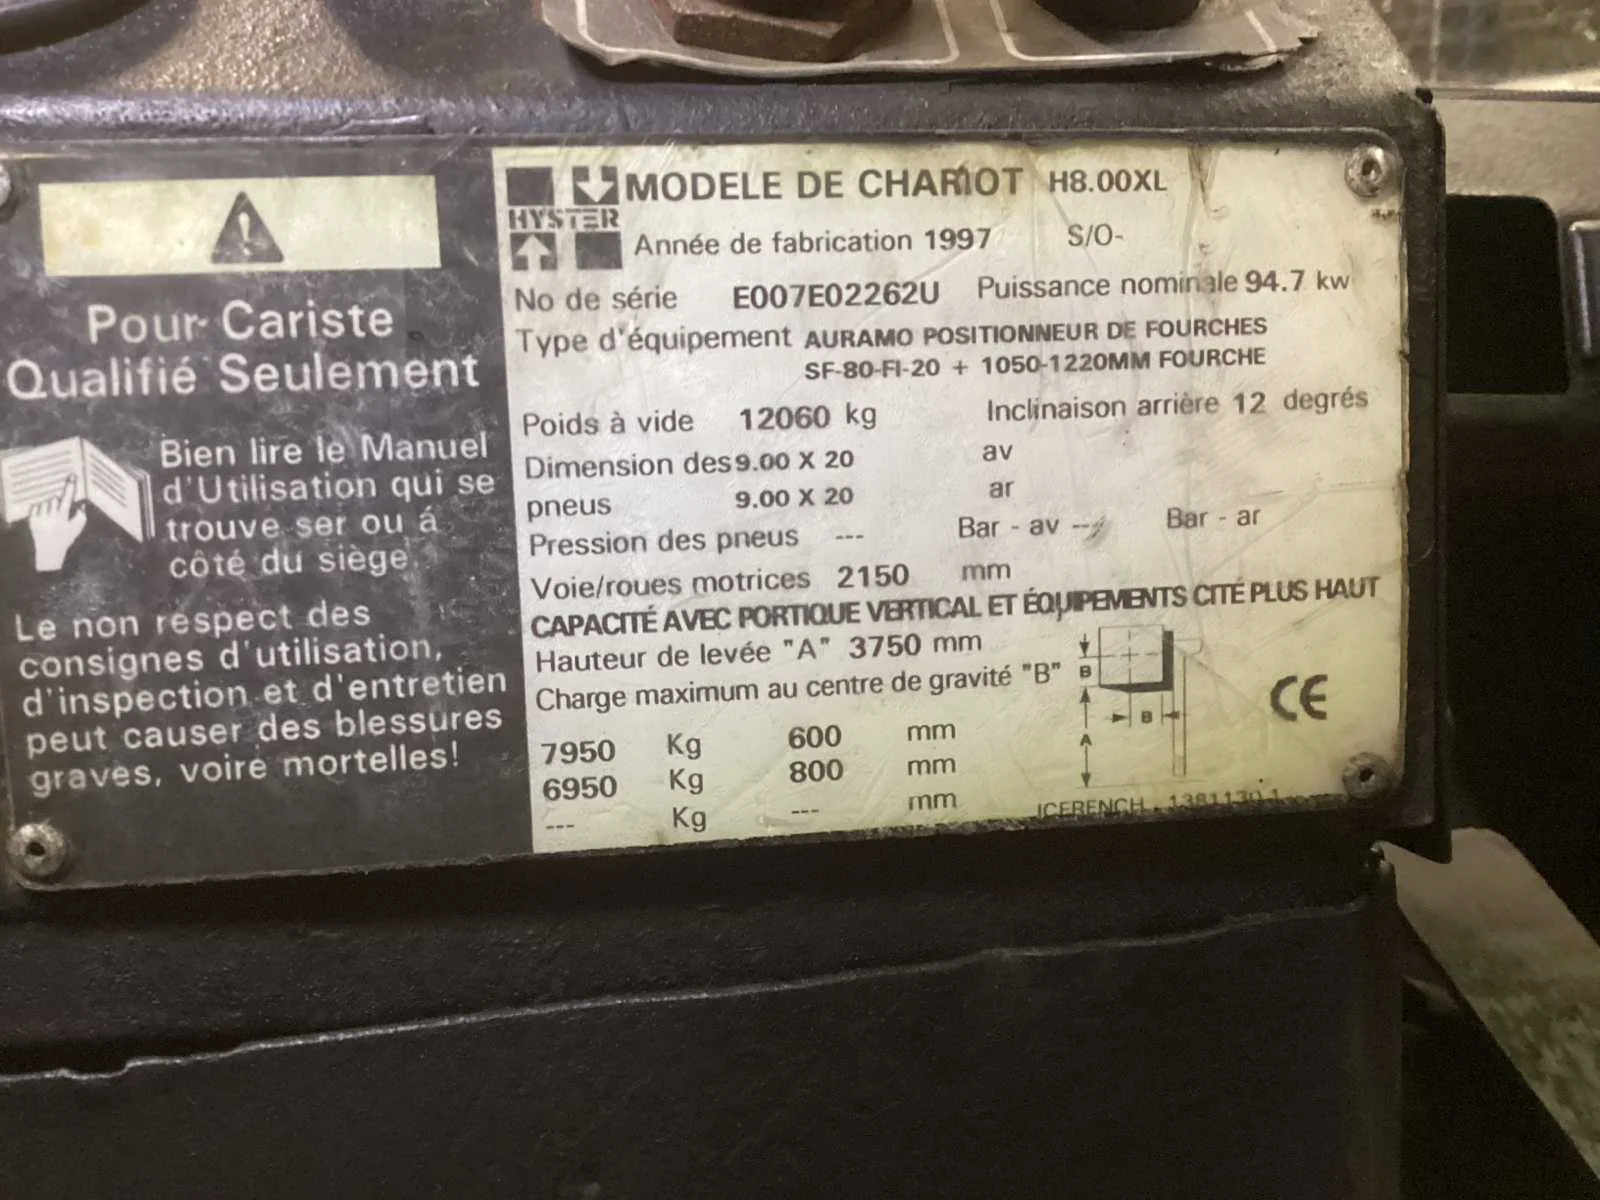 Pour Cariste
Qualifié Seulement
Bien lire le Manuel
d'Utilisation qui se
trouve ser ou á
côté du siège.
Le non respect des
consignes d'utilisation,
d'inspection et d'entretien
peut causer des blessures
graves, voire mortelles!
HYSTER
MODELE DE CHARIOT H8.00XL
Année de fabrication 1997 S/O-
No de série E007E02262U Puissance nominale 94.7 kw
Type d'équipement AURAMO POSITIONNEUR DE FOURCHES
SF-80-FI-20 + 1050-1220MM FOURCHE
Poids à vide 12060 kg Inclinaison arrière 12 degrés
Dimension des 9.00 X 20 av
pneus 9.00 X 20 ar
Pression des pneus --- Bar - av --- Bar - ar
Voie/roues motrices 2150 mm
CAPACITÉ AVEC PORTIQUE VERTICAL ET ÉQUIPEMENTS CITÉ PLUS HAUT
Hauteur de levée "A" 3750 mm
Charge maximum au centre de gravité "B"
7950 Kg 600 mm
6950 Kg 800 mm
--- Kg --- mm
B
B
A
CE